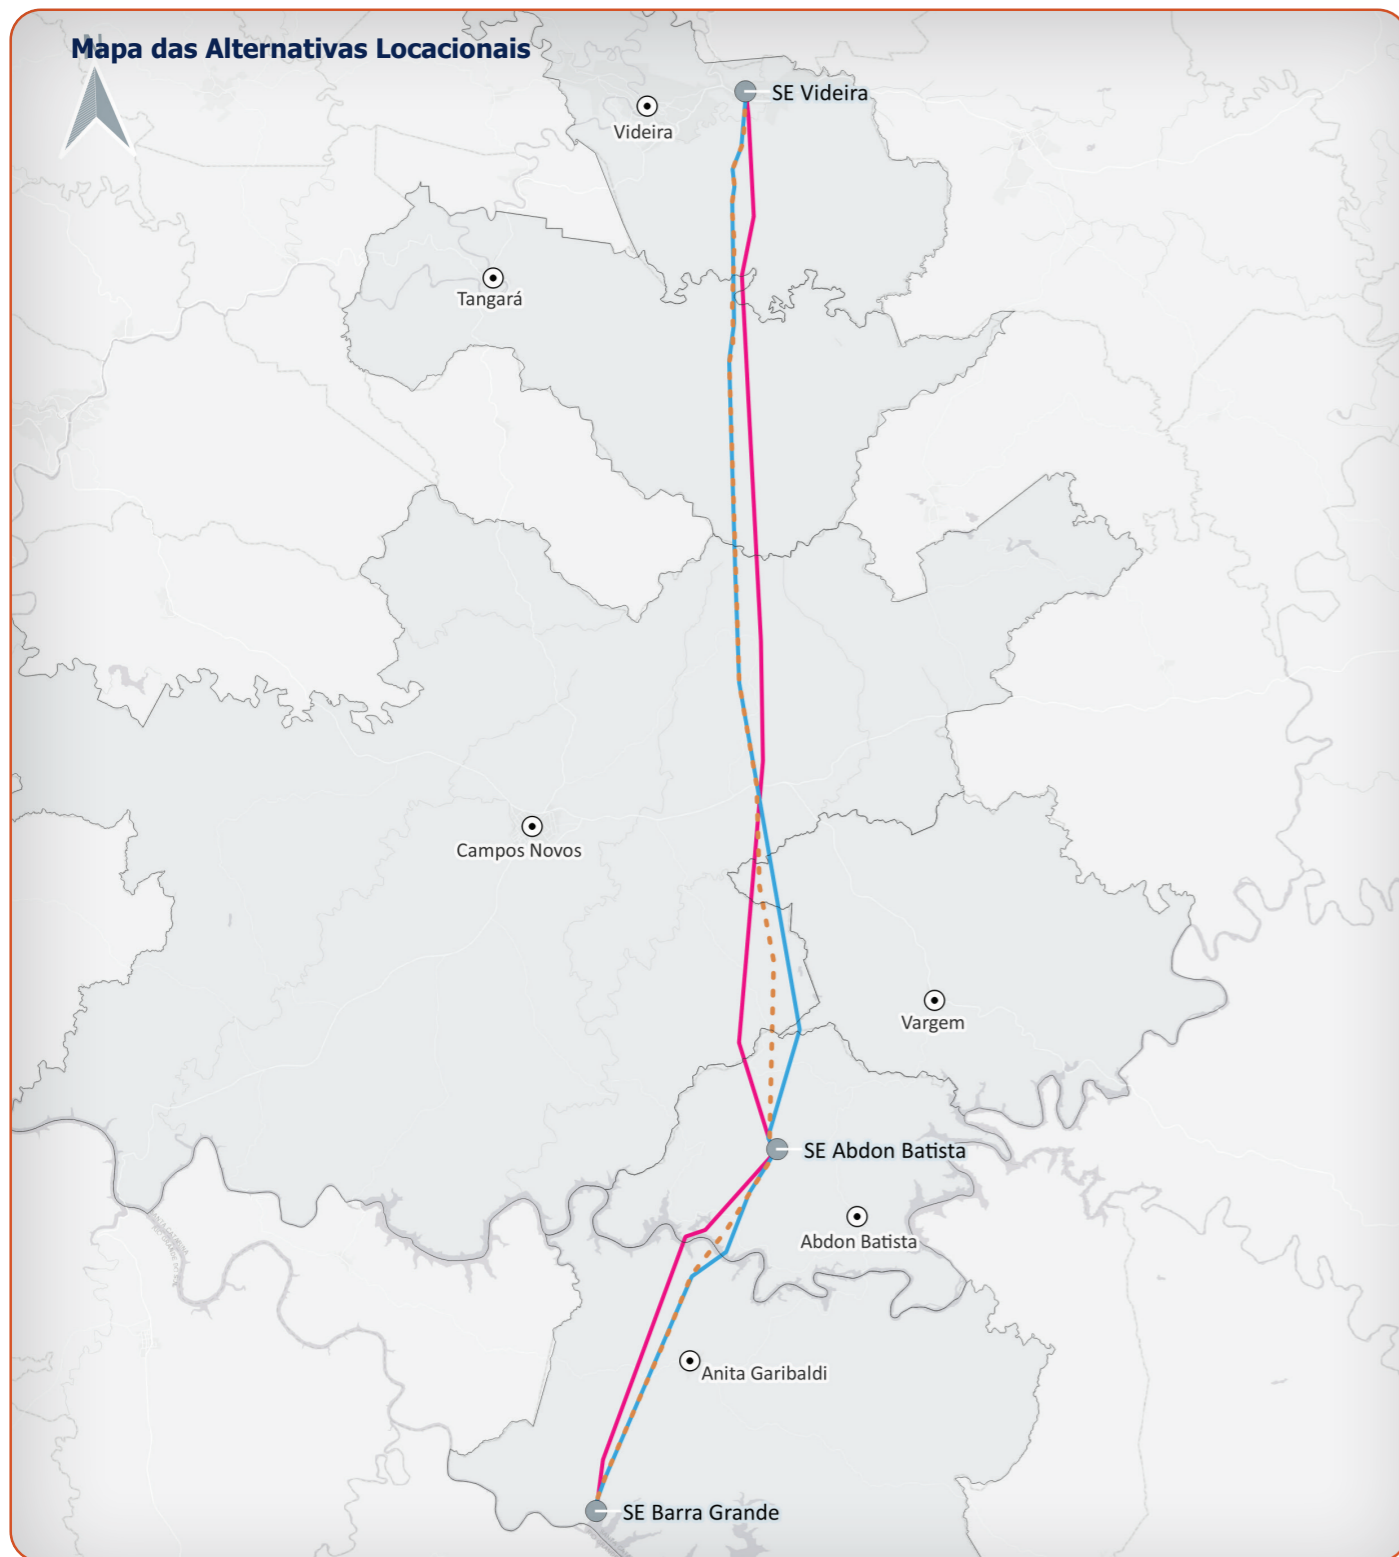 N
Mapa das Alternativas Locacionais
SE Videira
Videira
Tangará
Campos Novos
Vargem
SE Abdon Batista
Abdon Batista
Anita Garibaldi
SE Barra Grande